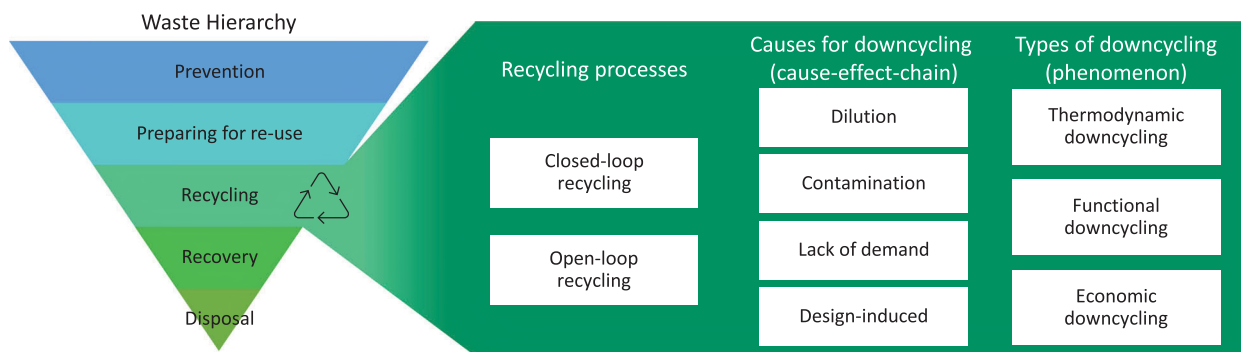 Waste Hierarchy
Prevention
Preparing for re-use
Recycling
Recovery
Disposal
Recycling processes
Closed-loop
recycling
Open-loop
recycling
Causes for downcycling
(cause-effect-chain)
Dilution
Contamination
Lack of demand
Design-induced
Types of downcycling
(phenomenon)
Thermodynamic
downcycling
Functional
downcycling
Economic
downcycling